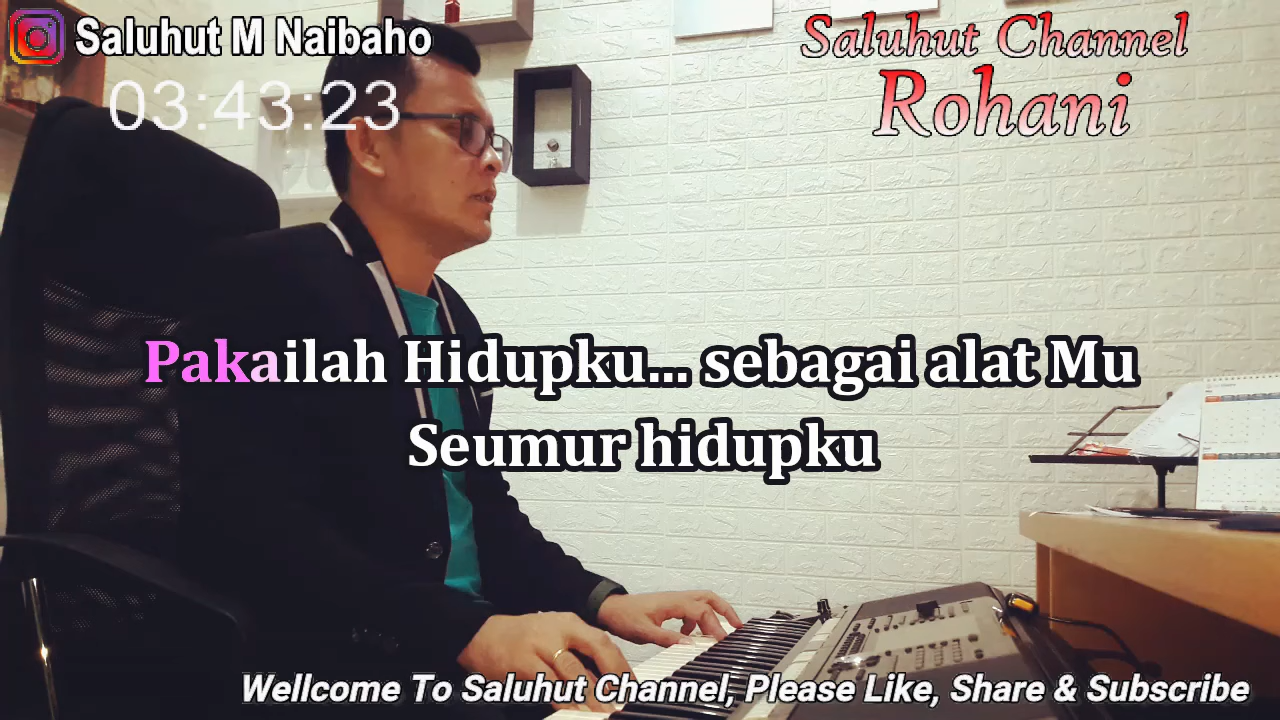 Saluhut M Naibaho
Saluhut Channel
Rohani
03:43:23
Pakailah Hidupku... sebagai alat Mu
Seumur hidupku
Wellcome To Saluhut Channel, Please Like, Share & Subscribe